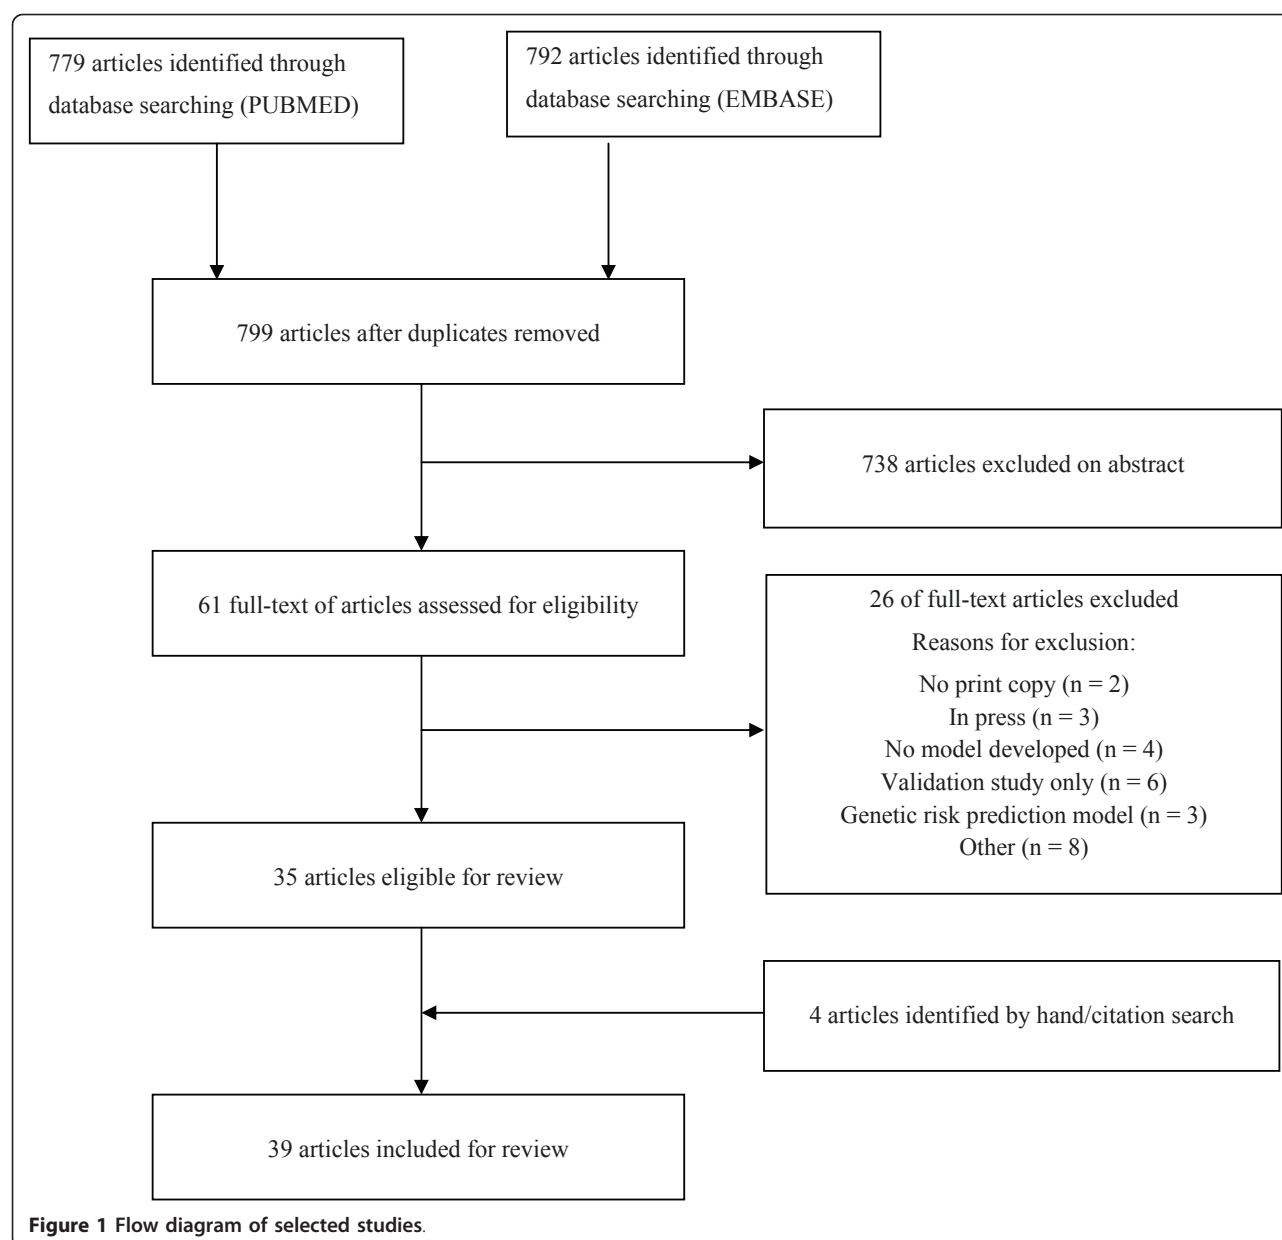 779 articles identified through
database searching (PUBMED)
792 articles identified through
database searching (EMBASE)
799 articles after duplicates removed
738 articles excluded on abstract
61 full-text of articles assessed for eligibility
26 of full-text articles excluded
Reasons for exclusion:
No print copy (n = 2)
In press (n = 3)
No model developed (n = 4)
Validation study only (n = 6)
Genetic risk prediction model (n = 3)
Other (n = 8)
35 articles eligible for review
4 articles identified by hand/citation search
39 articles included for review
Figure 1 Flow diagram of selected studies.